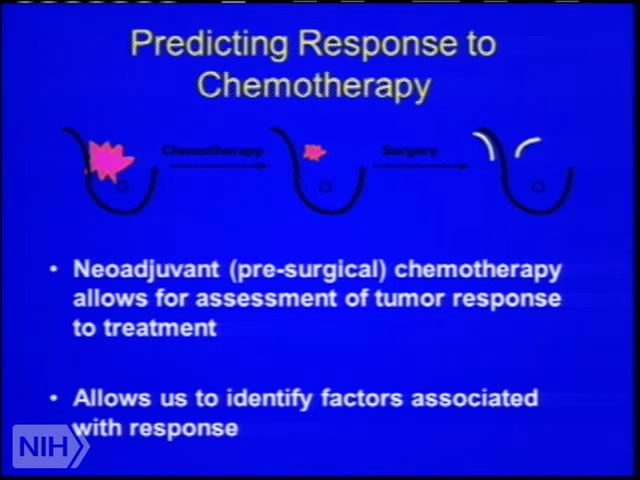 Predicting Response to
Chemotherapy
Chemotherapy
Surgery
• Neoadjuvant (pre-surgical) chemotherapy
allows for assessment of tumor response
to treatment
• Allows us to identify factors associated
with response
NIH